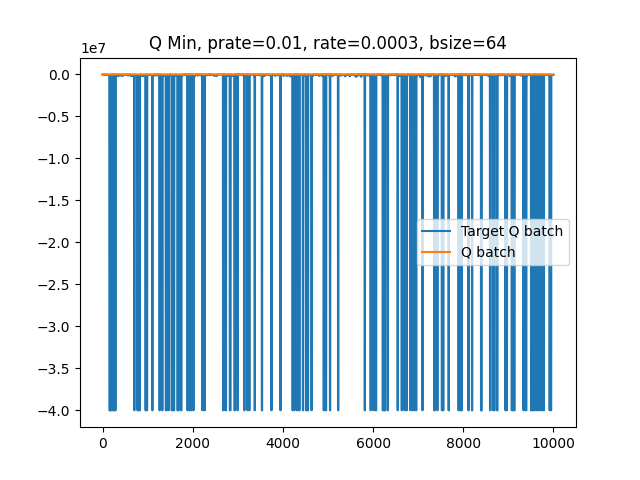 Q Min, prate=0.01, rate=0.0003, bsize=64
1e7
0.0
−0.5
−1.0
−1.5
−2.0
−2.5
−3.0
−3.5
−4.0
Target Q batch
Q batch
0 2000 4000 6000 8000 10000